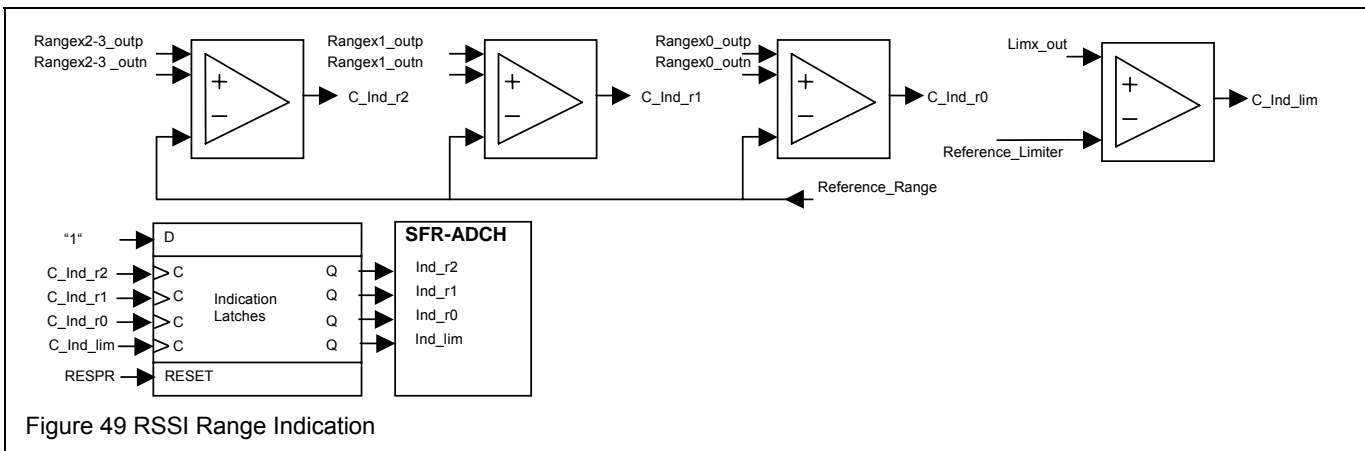 Rangex2-3_outp
Rangex2-3 _outn
+
−
C_Ind_r2
Rangex1_outp
Rangex1_outn
+
−
C_Ind_r1
Rangex0_outp
Rangex0_outn
+
−
C_Ind_r0
Limx_out
+
−
C_Ind_lim
Reference_Limiter
Reference_Range
“1“
D
C_Ind_r2
C
Q
C_Ind_r1
C
Q
C_Ind_r0
C
Q
C_Ind_lim
C
Q
Indication
Latches
RESPR
RESET
SFR-ADCH
Ind_r2
Ind_r1
Ind_r0
Ind_lim
Figure 49 RSSI Range Indication